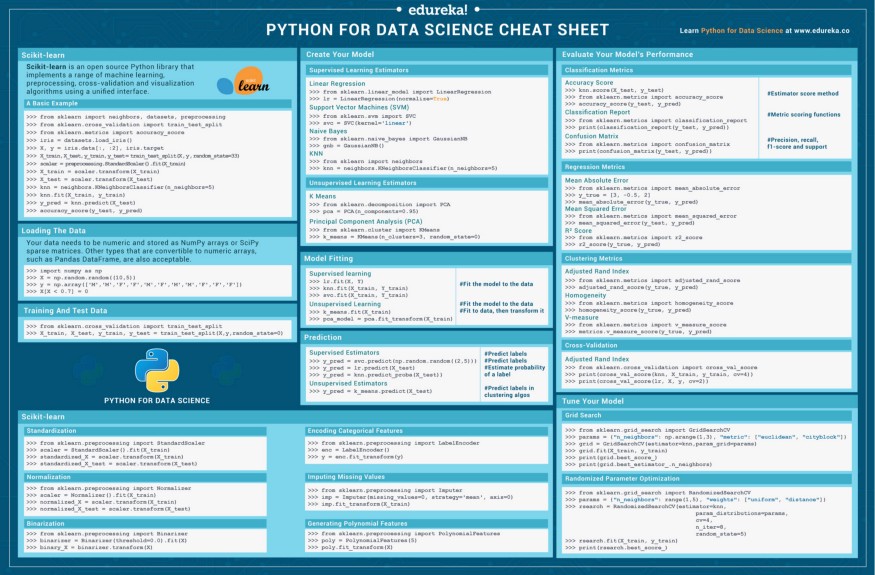 edureka!
PYTHON FOR DATA SCIENCE CHEAT SHEET
Learn Python for Data Science at www.edureka.co
Scikit-learn
Scikit-learn is an open source Python library that
implements a range of machine learning,
preprocessing, cross-validation and visualization
algorithms using a unified interface.
learn
A Basic Example
>>> from sklearn import neighbors, datasets, preprocessing
>>> from sklearn.cross_validation import train_test_split
>>> from sklearn.metrics import accuracy_score
>>> iris = datasets.load_iris()
>>> X, y = iris.data[:, :2], iris.target
>>> X_train, X_test, y_train, y_test= train_test_split(X, y, random_state=33)
>>> scaler = preprocessing.StandardScaler().fit(X_train)
>>> X_train = scaler.transform(X_train)
>>> X_test = scaler.transform(X_test)
>>> knn = neighbors.KNeighborsClassifier(n_neighbors=5)
>>> knn.fit(X_train, y_train)
>>> y_pred = knn.predict(X_test)
>>> accuracy_score(y_test, y_pred)
Loading The Data
Your data needs to be numeric and stored as NumPy arrays or SciPy
sparse matrices. Other types that are convertible to numeric arrays,
such as Pandas DataFrame, are also acceptable.
>>> import numpy as np
>>> X = np.random.random((10,5))
>>> y = np.array(['M','M','F','F','M','F','M','M','F','F','F'])
>>> X[X < 0.7] = 0
Training And Test Data
>>> from sklearn.cross_validation import train_test_split
>>> X_train, X_test, y_train, y_test = train_test_split(X,y,random_state=0)
PYTHON FOR DATA SCIENCE
Create Your Model
Supervised Learning Estimators
Linear Regression
>>> from sklearn.linear_model import LinearRegression
>>> lr = LinearRegression(normalize=True)
Support Vector Machines (SVM)
>>> from sklearn.svm import SVC
>>> svc = SVC(kernel='linear')
Naive Bayes
>>> from sklearn.naive_bayes import GaussianNB
>>> gnb = GaussianNB()
KNN
>>> from sklearn import neighbors
>>> knn = neighbors.KNeighborsClassifier(n_neighbors=5)
Unsupervised Learning Estimators
K Means
>>> from sklearn.decomposition import PCA
>>> pca = PCA(n_components=0.95)
Principal Component Analysis (PCA)
>>> from sklearn.cluster import KMeans
>>> k_means = KMeans(n_clusters=3, random_state=0)
Model Fitting
Supervised learning
>>> lr.fit(X, Y) #Fit the model to the data
>>> knn.fit(X_train, Y_train)
>>> svc.fit(X_train, Y_train)
Unsupervised Learning #Fit the model to the data
>>> k_means.fit(X_train) #Fit to data, then transform it
>>> pca_model = pca.fit_transform(X_train)
Prediction
Supervised Estimators #Predict labels
>>> y_pred = svc.predict(np.random.random((2,5))) #Predict labels
>>> y_pred = lr.predict(X_test) #Estimate probability
>>> y_pred = knn.predict_proba(X_test)) of a label
Unsupervised Estimators #Predict labels in
>>> y_pred = k_means.predict(X_test) clustering algos
Evaluate Your Model's Performance
Classification Metrics
Accuracy Score
>>> knn.score(X_test, y_test) #Estimator score method
>>> from sklearn.metrics import
>>> accuracy_score(y_test, y_pred)
Classification Report #Metric scoring functions
>>> from sklearn.metrics import classification_report
>>> print(classification_report(y_test, y_pred)
Confusion Matrix #Precision, recall,
>>> from sklearn.metrics import confusion_matrix f1-score and support
>>> print(confusion_matrix(y_test, y_pred))
Regression Metrics
Mean Absolute Error
>>> from sklearn.metrics import mean_absolute_error
>>> y_true = [3, -0.5, 2]
>>> mean_absolute_error(y_true, y_pred)
Mean Squared Error
>>> from sklearn.metrics import mean_squared_error
>>> mean_squared_error(y_test, y_pred)
R² Score
>>> from sklearn.metrics import r2_score
>>> r2_score(y_true, y_pred)
Clustering Metrics
Adjusted Rand Index
>>> from sklearn.metrics import adjusted_rand_score
>>> adjusted_rand_score(y_true, y_pred)
Homogeneity
>>> from sklearn.metrics import homogeneity_score
>>> homogeneity_score(y_true, y_pred)
V-measure
>>> from sklearn.metrics import v_measure_score
>>> metrics.v_measure_score(y_true, y_pred)
Cross-Validation
Adjusted Rand Index
>>> from sklearn.cross_validation import cross_val_score
>>> print(cross_val_score(knn, X_train, y_train, cv=4))
>>> print(cross_val_score(lr, X, y, cv=2))
Tune Your Model
Grid Search
>>> from sklearn.grid_search import GridSearchCV
>>> params = {"n_neighbors": np.arange(1,3), "metric": ["euclidean", "cityblock"]}
>>> grid = GridSearchCV(estimator=knn,param_grid=params)
>>> grid.fit(X_train, y_train)
>>> print(grid.best_score_)
>>> print(grid.best_estimator_.n_neighbors)
Randomized Parameter Optimization
>>> from sklearn.grid_search import RandomizedSearchCV
>>> params = {"n_neighbors": range(1,5), "weights": ["uniform", "distance"]}
>>> rsearch = RandomizedSearchCV(estimator=knn,
param_distributions=params,
cv=4,
n_iter=8,
random_state=5)
>>> rsearch.fit(X_train, y_train)
>>> print(rsearch.best_score_)
Scikit-learn
Standardization
>>> from sklearn.preprocessing import StandardScaler
>>> scaler = StandardScaler().fit(X_train)
>>> standardized_X = scaler.transform(X_train)
>>> standardized_X_test = scaler.transform(X_test)
Normalization
>>> from sklearn.preprocessing import Normalizer
>>> scaler = Normalizer().fit(X_train)
>>> normalized_X = scaler.transform(X_train)
>>> normalized_X_test = scaler.transform(X_test)
Binarization
>>> from sklearn.preprocessing import Binarizer
>>> binarizer = Binarizer(threshold=0.0).fit(X)
>>> binary_X = binarizer.transform(X)
Encoding Categorical Features
>>> from sklearn.preprocessing import LabelEncoder
>>> enc = LabelEncoder()
>>> y = enc.fit_transform(y)
Imputing Missing Values
>>> from sklearn.preprocessing import Imputer
>>> imp = Imputer(missing_values=0, strategy='mean', axis=0)
>>> imp.fit_transform(X_train)
Generating Polynomial Features
>>> from sklearn.preprocessing import PolynomialFeatures
>>> poly = PolynomialFeatures(5)
>>> poly.fit_transform(X)